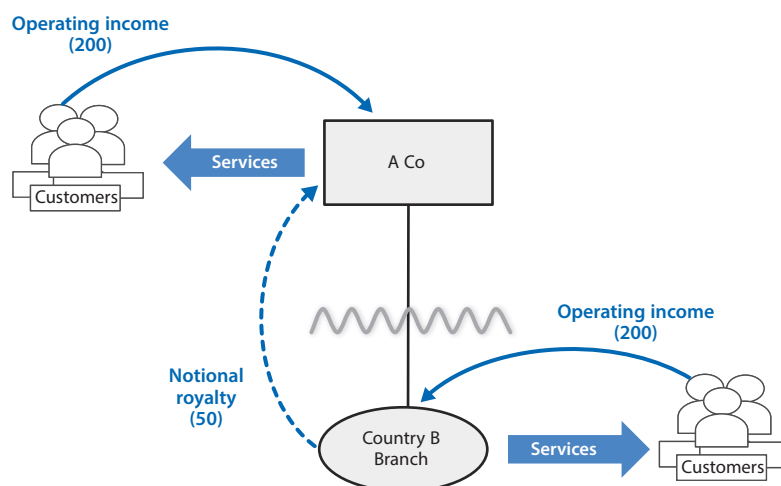 Operating income
(200)
Services
A Co
Customers
Operating income
(200)
Notional
royalty
(50)
Country B
Branch
Services
Customers